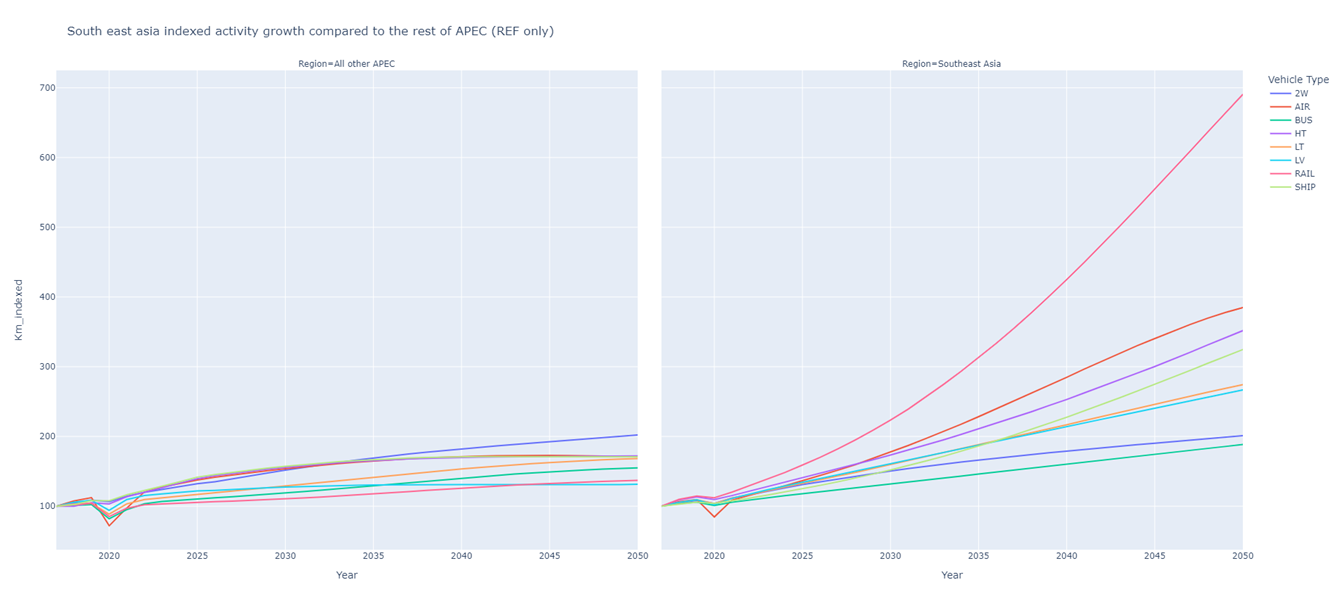 South east asia indexed activity growth compared to the rest of APEC (REF only)
Region=All other APEC
Region=Southeast Asia
Vehicle Type
2W
AIR
BUS
HT
LT
LV
RAIL
SHIP
Km_indexed
700
600
500
400
300
200
100
2020 2025 2030 2035 2040 2045 2050
2020 2025 2030 2035 2040 2045 2050
Year
Year